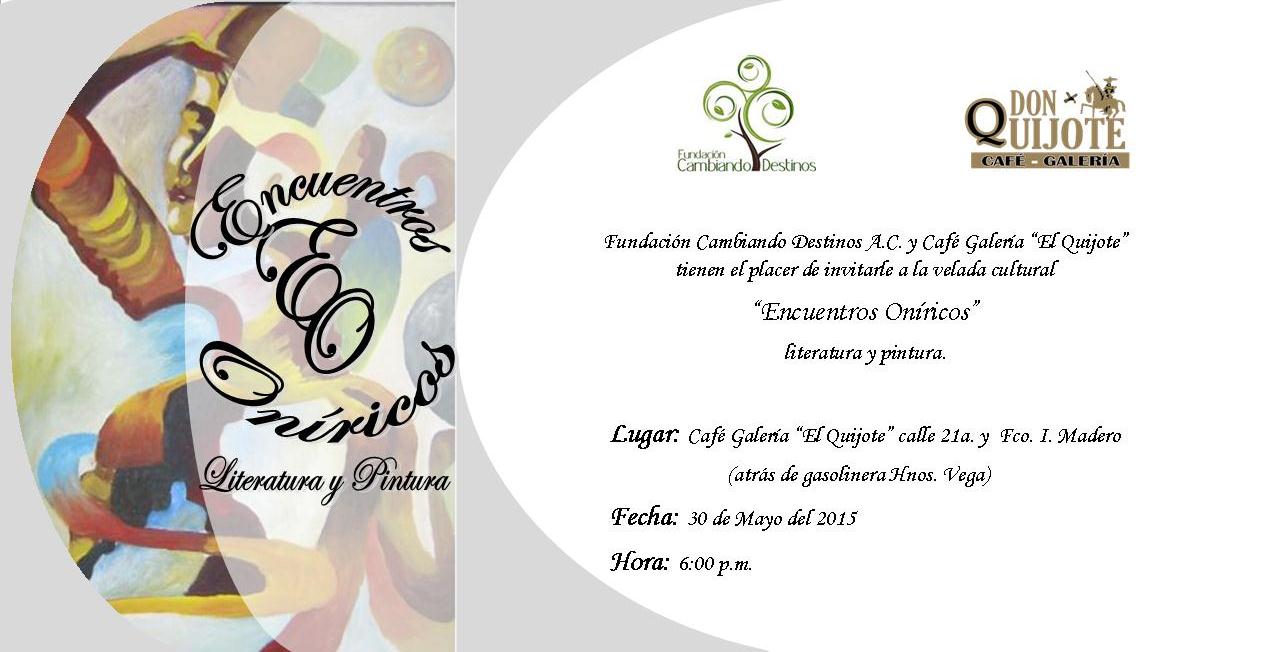 Encuentros
EO
Oníricos
Literatura y Pintura
Fundación
Cambiando Destinos
DON
QUIJOTE
CAFÉ - GALERÍA
Fundación Cambiando Destinos A.C. y Café Galería “El Quijote”
tienen el placer de invitarle a la velada cultural
“Encuentros Oníricos”
literatura y pintura.
Lugar: Café Galería “El Quijote” calle 21a. y Fco. I. Madero
(atrás de gasolinera Hnos. Vega)
Fecha: 30 de Mayo del 2015
Hora: 6:00 p.m.